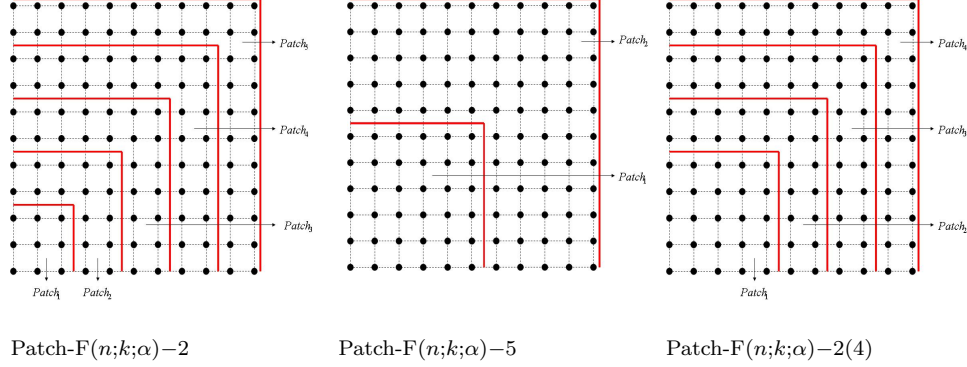 Patch₅
Patch₄
Patch₃
Patch₁ Patch₂
Patch₂
Patch₁
Patch₄
Patch₃
Patch₂
Patch₁
Patch-F(n;k;α)−2
Patch-F(n;k;α)−5
Patch-F(n;k;α)−2(4)